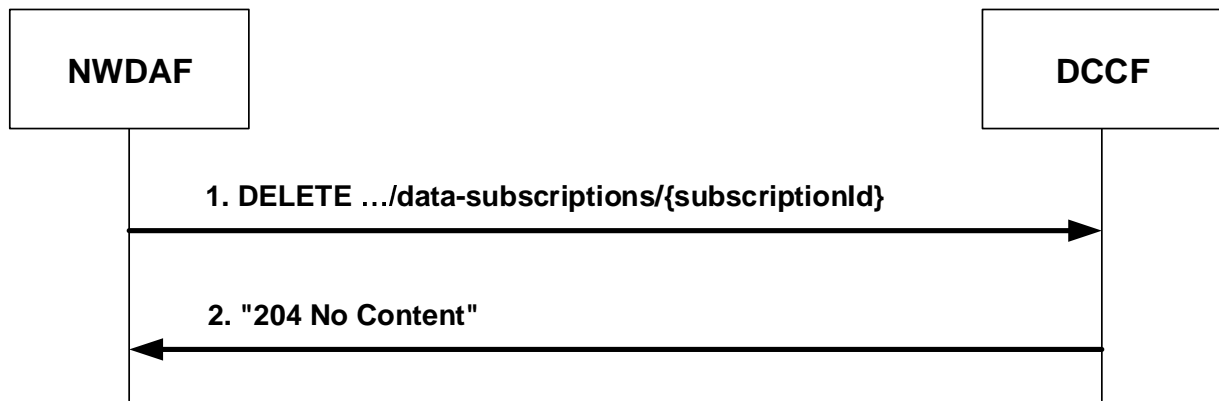 NWDAF
DCCF
1. DELETE …/data-subscriptions/{subscriptionId}
2. "204 No Content"